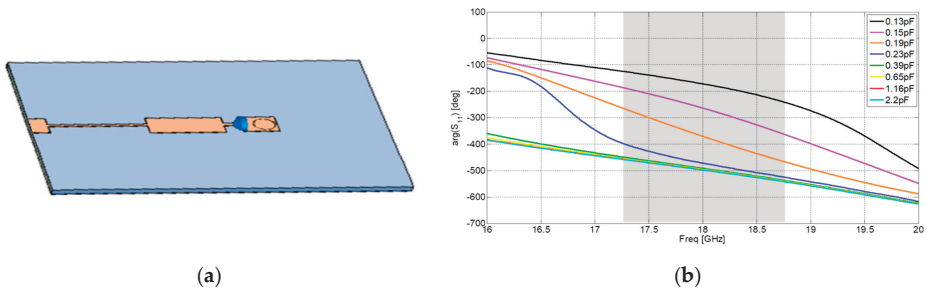 100
0
-100
-200
-300
-400
-500
-600
-700
arg(S11) [deg]
16 16.5 17 17.5 18 18.5 19 19.5 20
Freq [GHz]
0.13pF
0.15pF
0.19pF
0.23pF
0.39pF
0.65pF
1.16pF
2.2pF
(a) (b)